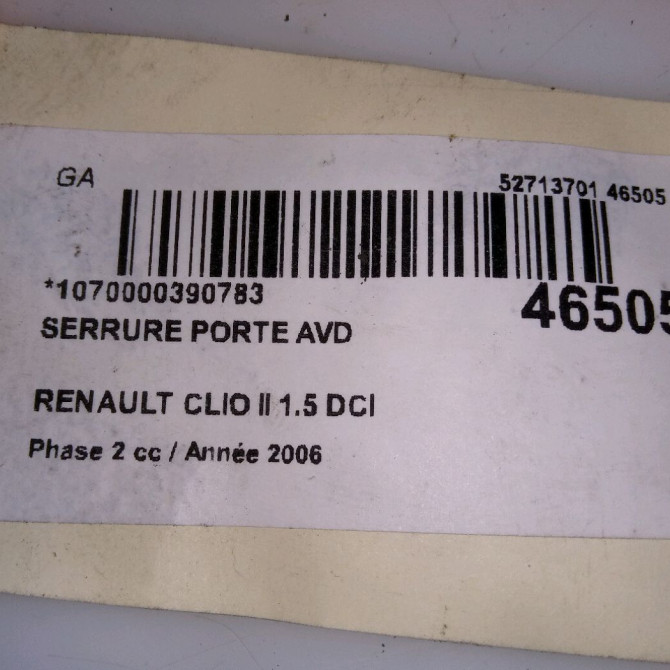 GA
52713701 46505
*1070000390783
46505
SERRURE PORTE AVD
RENAULT CLIO II 1.5 DCI
Phase 2 cc / Année 2006